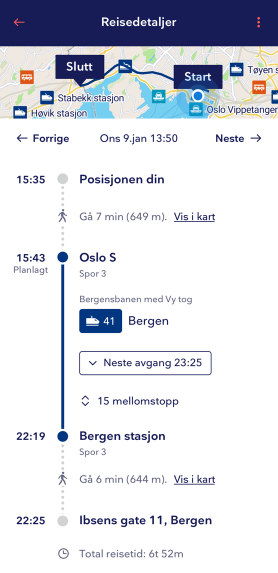 Reisedetaljer
Slutt
Start
Tøyen s
Stabekk stasjon
Høvik stasjon
Oslo Vippetangen
Forrige
Ons 9.jan 13:50
Neste
15:35 Posisjonen din
Gå 7 min (649 m). Vis i kart
15:43 Oslo S
Planlagt Spor 3
Bergensbanen med Vy tog
41 Bergen
Neste avgang 23:25
15 mellomstopp
22:19 Bergen stasjon
Spor 3
Gå 6 min (644 m). Vis i kart
22:25 Ibsens gate 11, Bergen
Total reisetid: 6t 52m